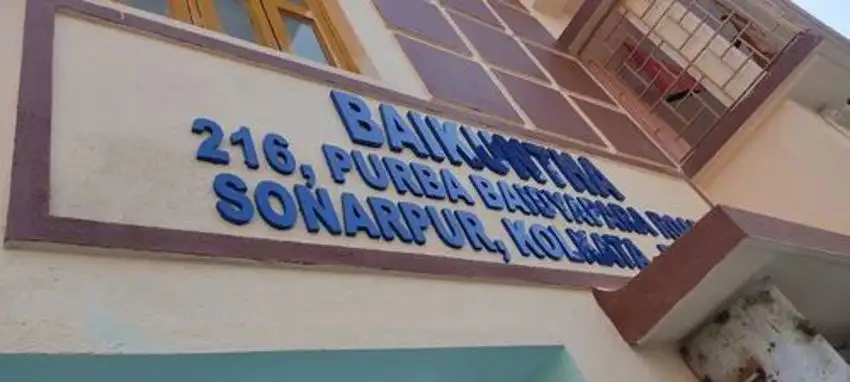 BAIKUNTHA
216, PURBA BAIDYAPARA ROAD
SONARPUR, KOLKATA